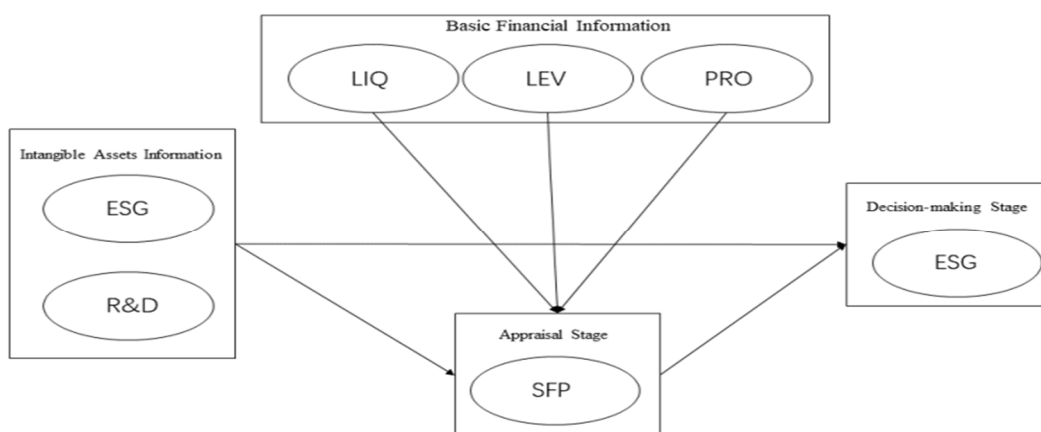 Basic Financial Information
LIQ
LEV
PRO
Intangible Assets Information
ESG
R&D
Decision-making Stage
ESG
Appraisal Stage
SFP